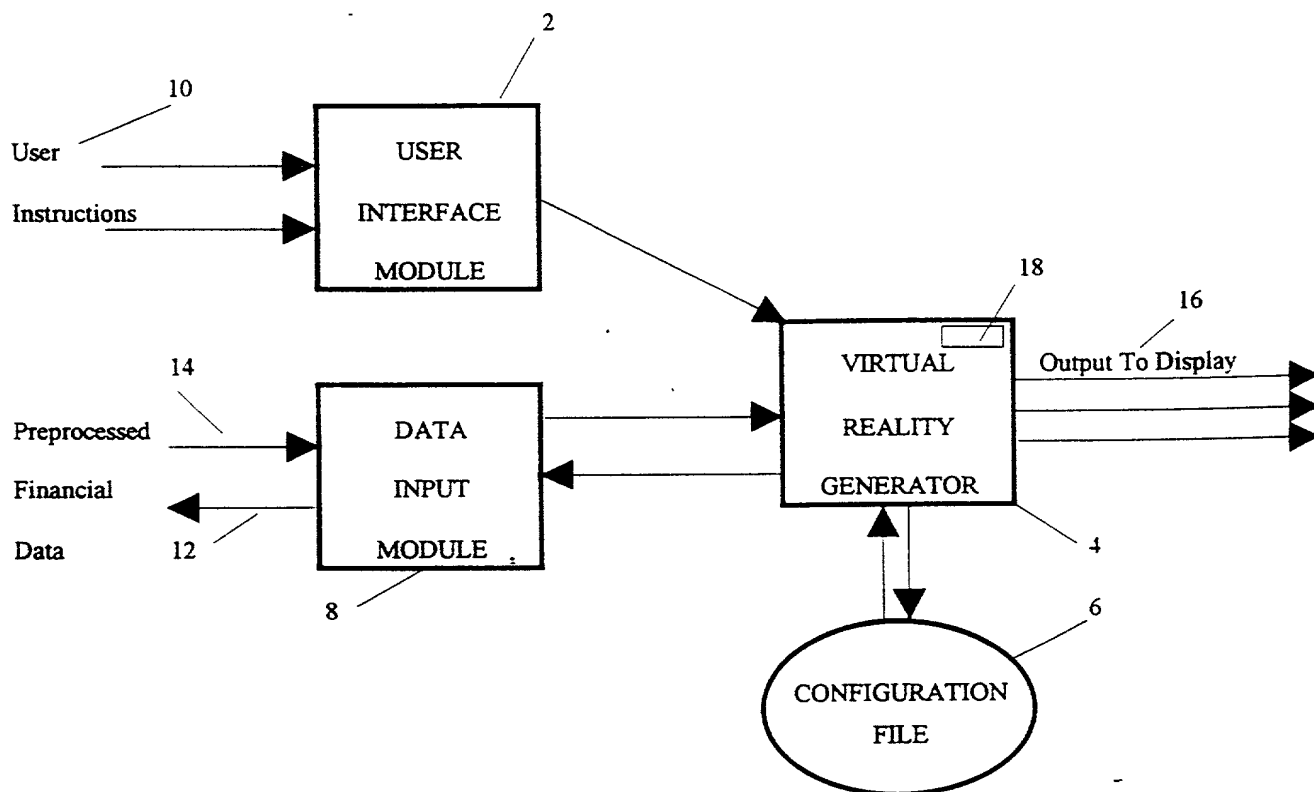 2
10
User
Instructions
USER
INTERFACE
MODULE
18
16
Output To Display
VIRTUAL
REALITY
GENERATOR
14
Preprocessed
Financial
Data
12
DATA
INPUT
MODULE
8
4
6
CONFIGURATION
FILE